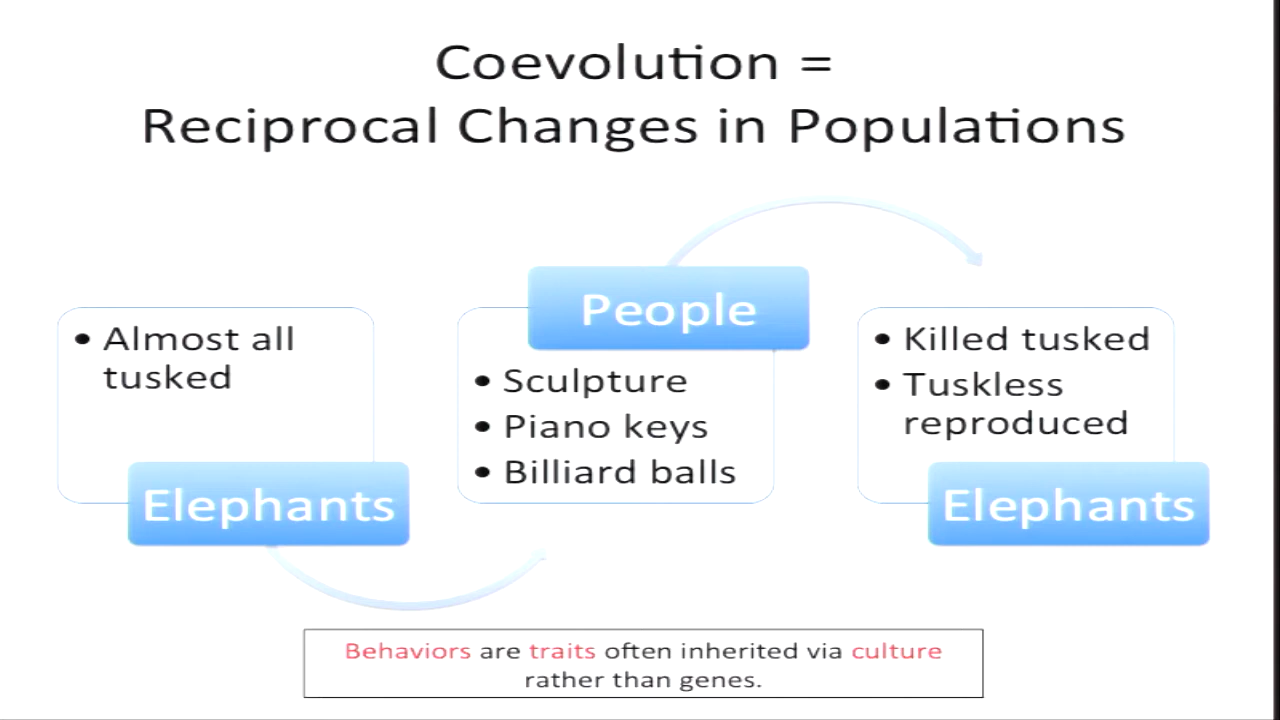 Coevolution =
Reciprocal Changes in Populations
• Almost all
tusked
Elephants
People
• Sculpture
• Piano keys
• Billiard balls
• Killed tusked
• Tuskless
reproduced
Elephants
Behaviors are traits often inherited via culture
rather than genes.